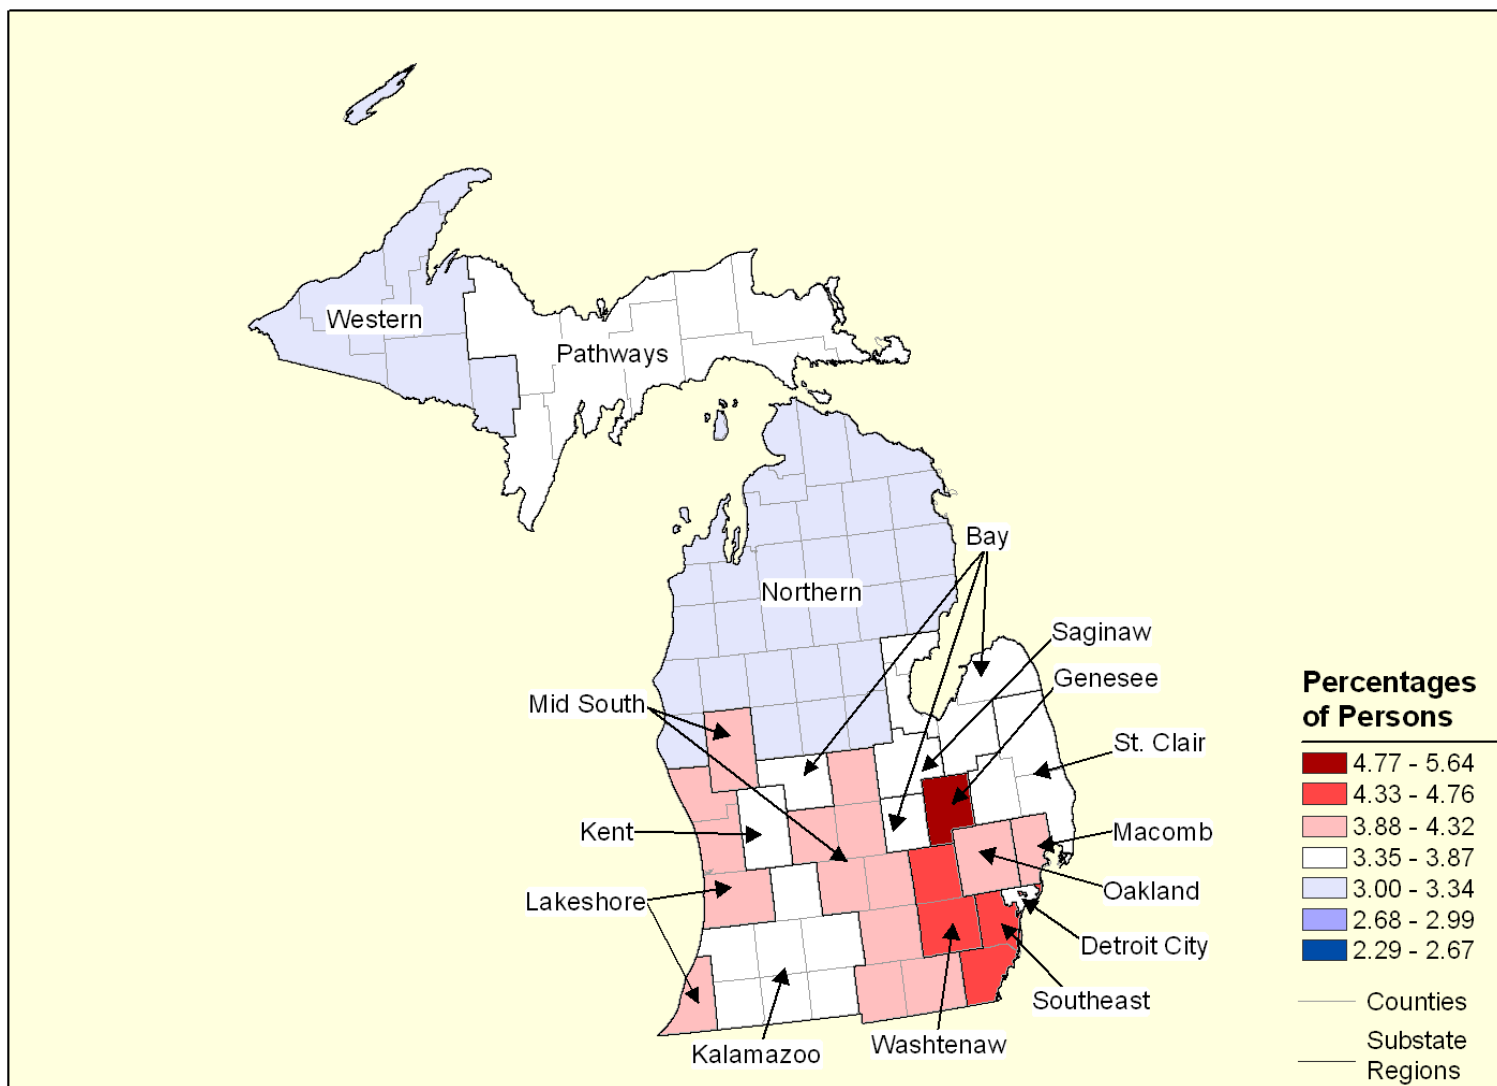 Western
Pathways
Bay
Northern
Saginaw
Genesee
Mid South
St. Clair
Kent
Macomb
Oakland
Lakeshore
Detroit City
Southeast
Washtenaw
Kalamazoo
Percentages
of Persons
4.77 - 5.64
4.33 - 4.76
3.88 - 4.32
3.35 - 3.87
3.00 - 3.34
2.68 - 2.99
2.29 - 2.67
Counties
Substate
Regions